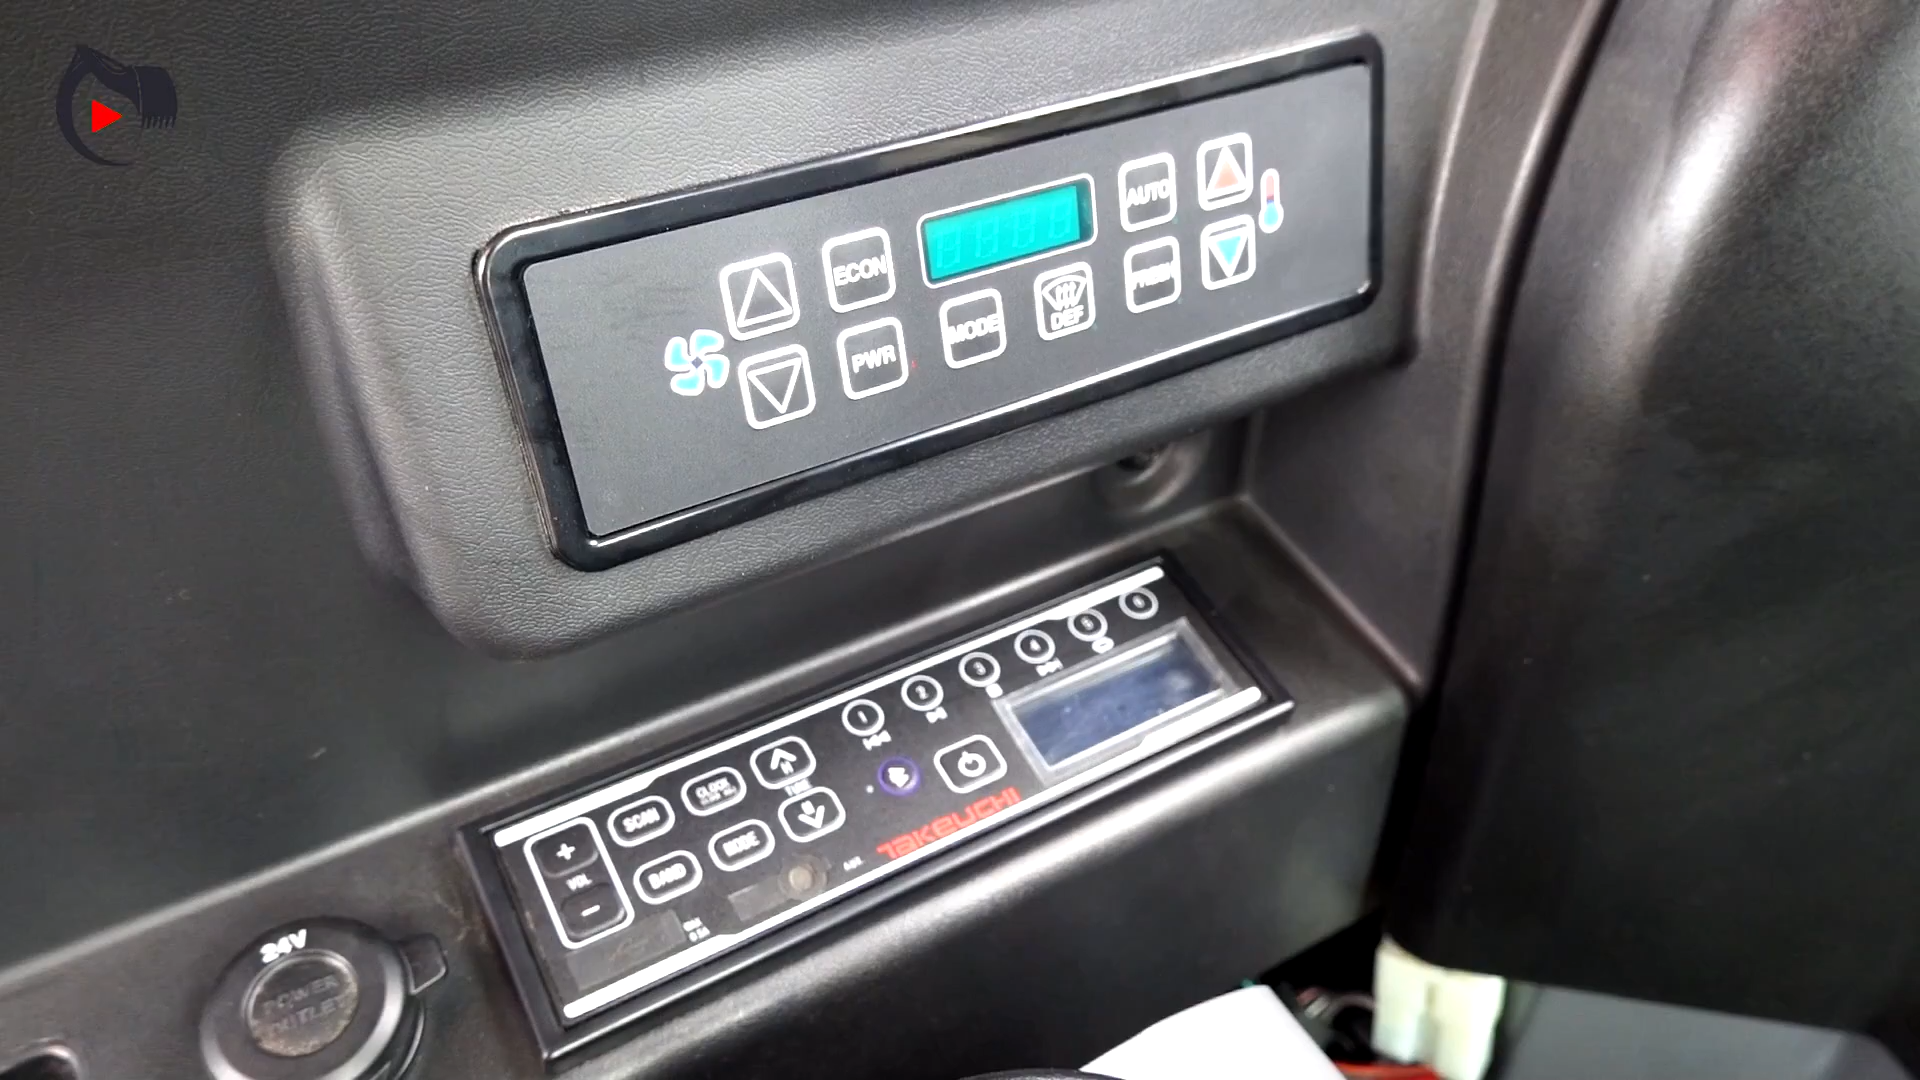 AUTO
ECON
FRESH
MODE
DEF
PWR
1 2 3 4 5 6
SCAN
CLOCK
TUNE
+
VOL
-
BAND
MODE
TAKEUCHI
24V
POWER
OUTLET